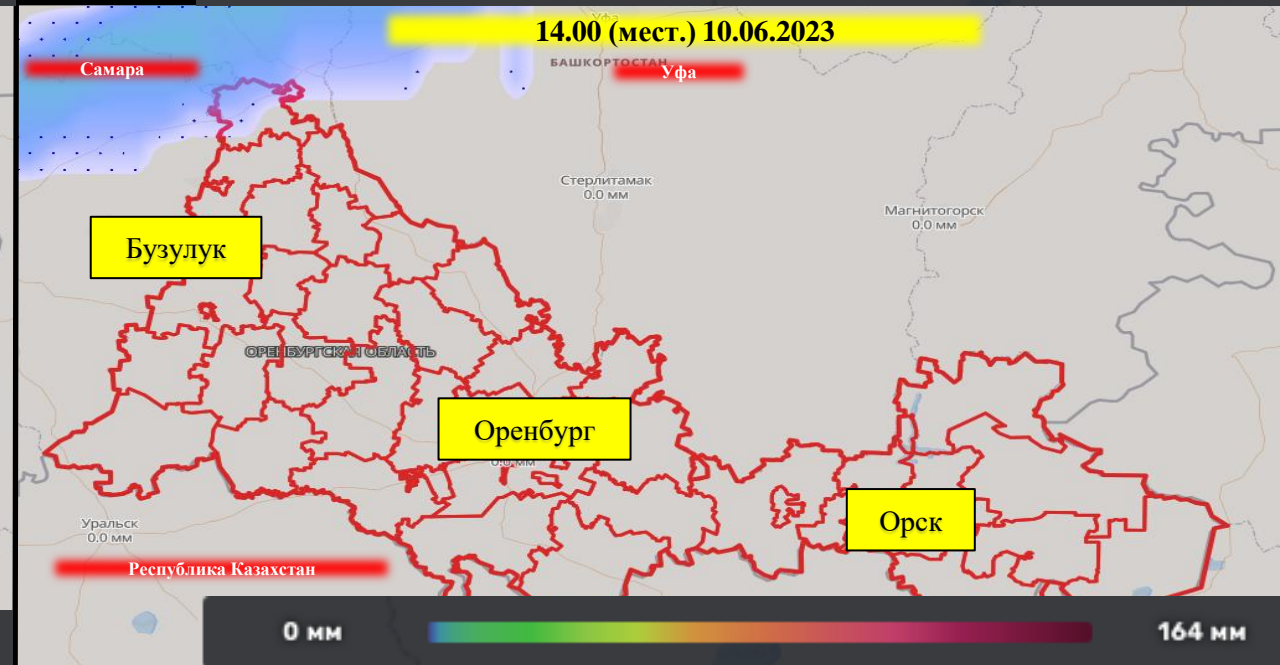 Уфа
14.00 (мест.) 10.06.2023
БАШКОРТОСТАН
Самара
Уфа
Стерлитамак
0.0 мм
Магнитогорск
0.0 мм
Бузулук
ОРЕНБУРГСКАЯ ОБЛАСТЬ
Оренбург
0.0 мм
Орск
Уральск
0.0 мм
Республика Казахстан
0 мм
164 мм